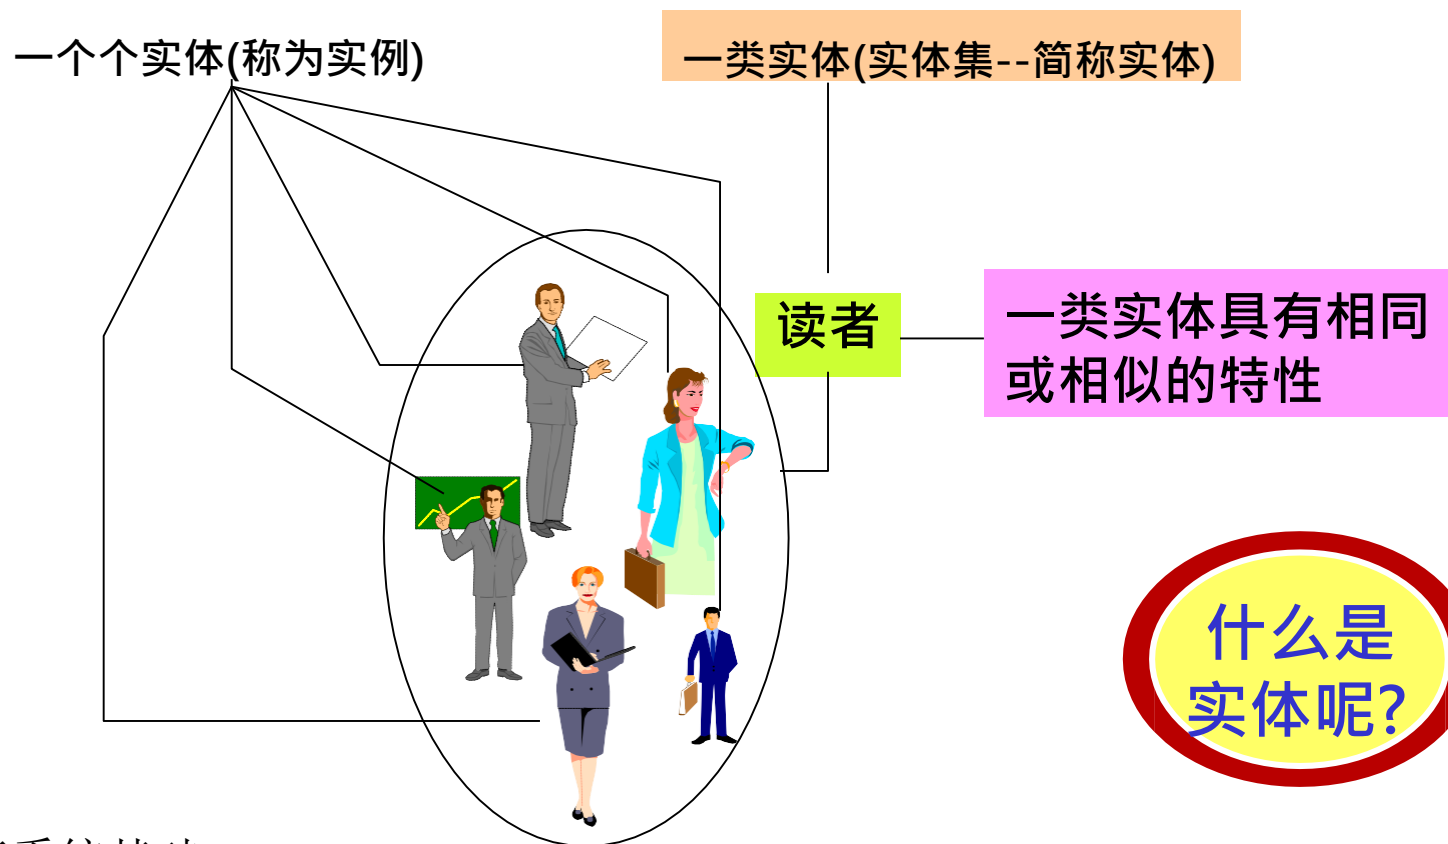 一个个实体(称为实例)
一类实体(实体集--简称实体)
读者
一类实体具有相同
或相似的特性
什么是
实体呢?